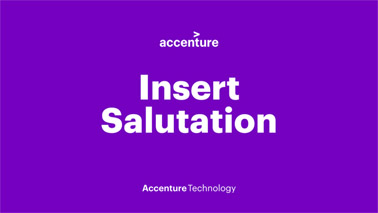 accenture
Insert
Salutation
Accenture Technology